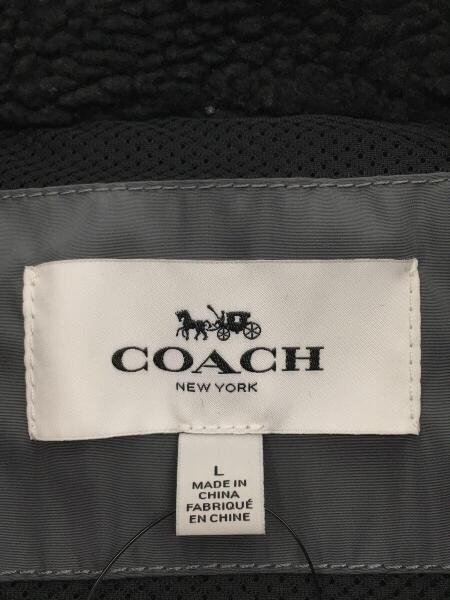 COACH
NEW YORK
L
MADE IN
CHINA
FABRIQUÉ
EN CHINE